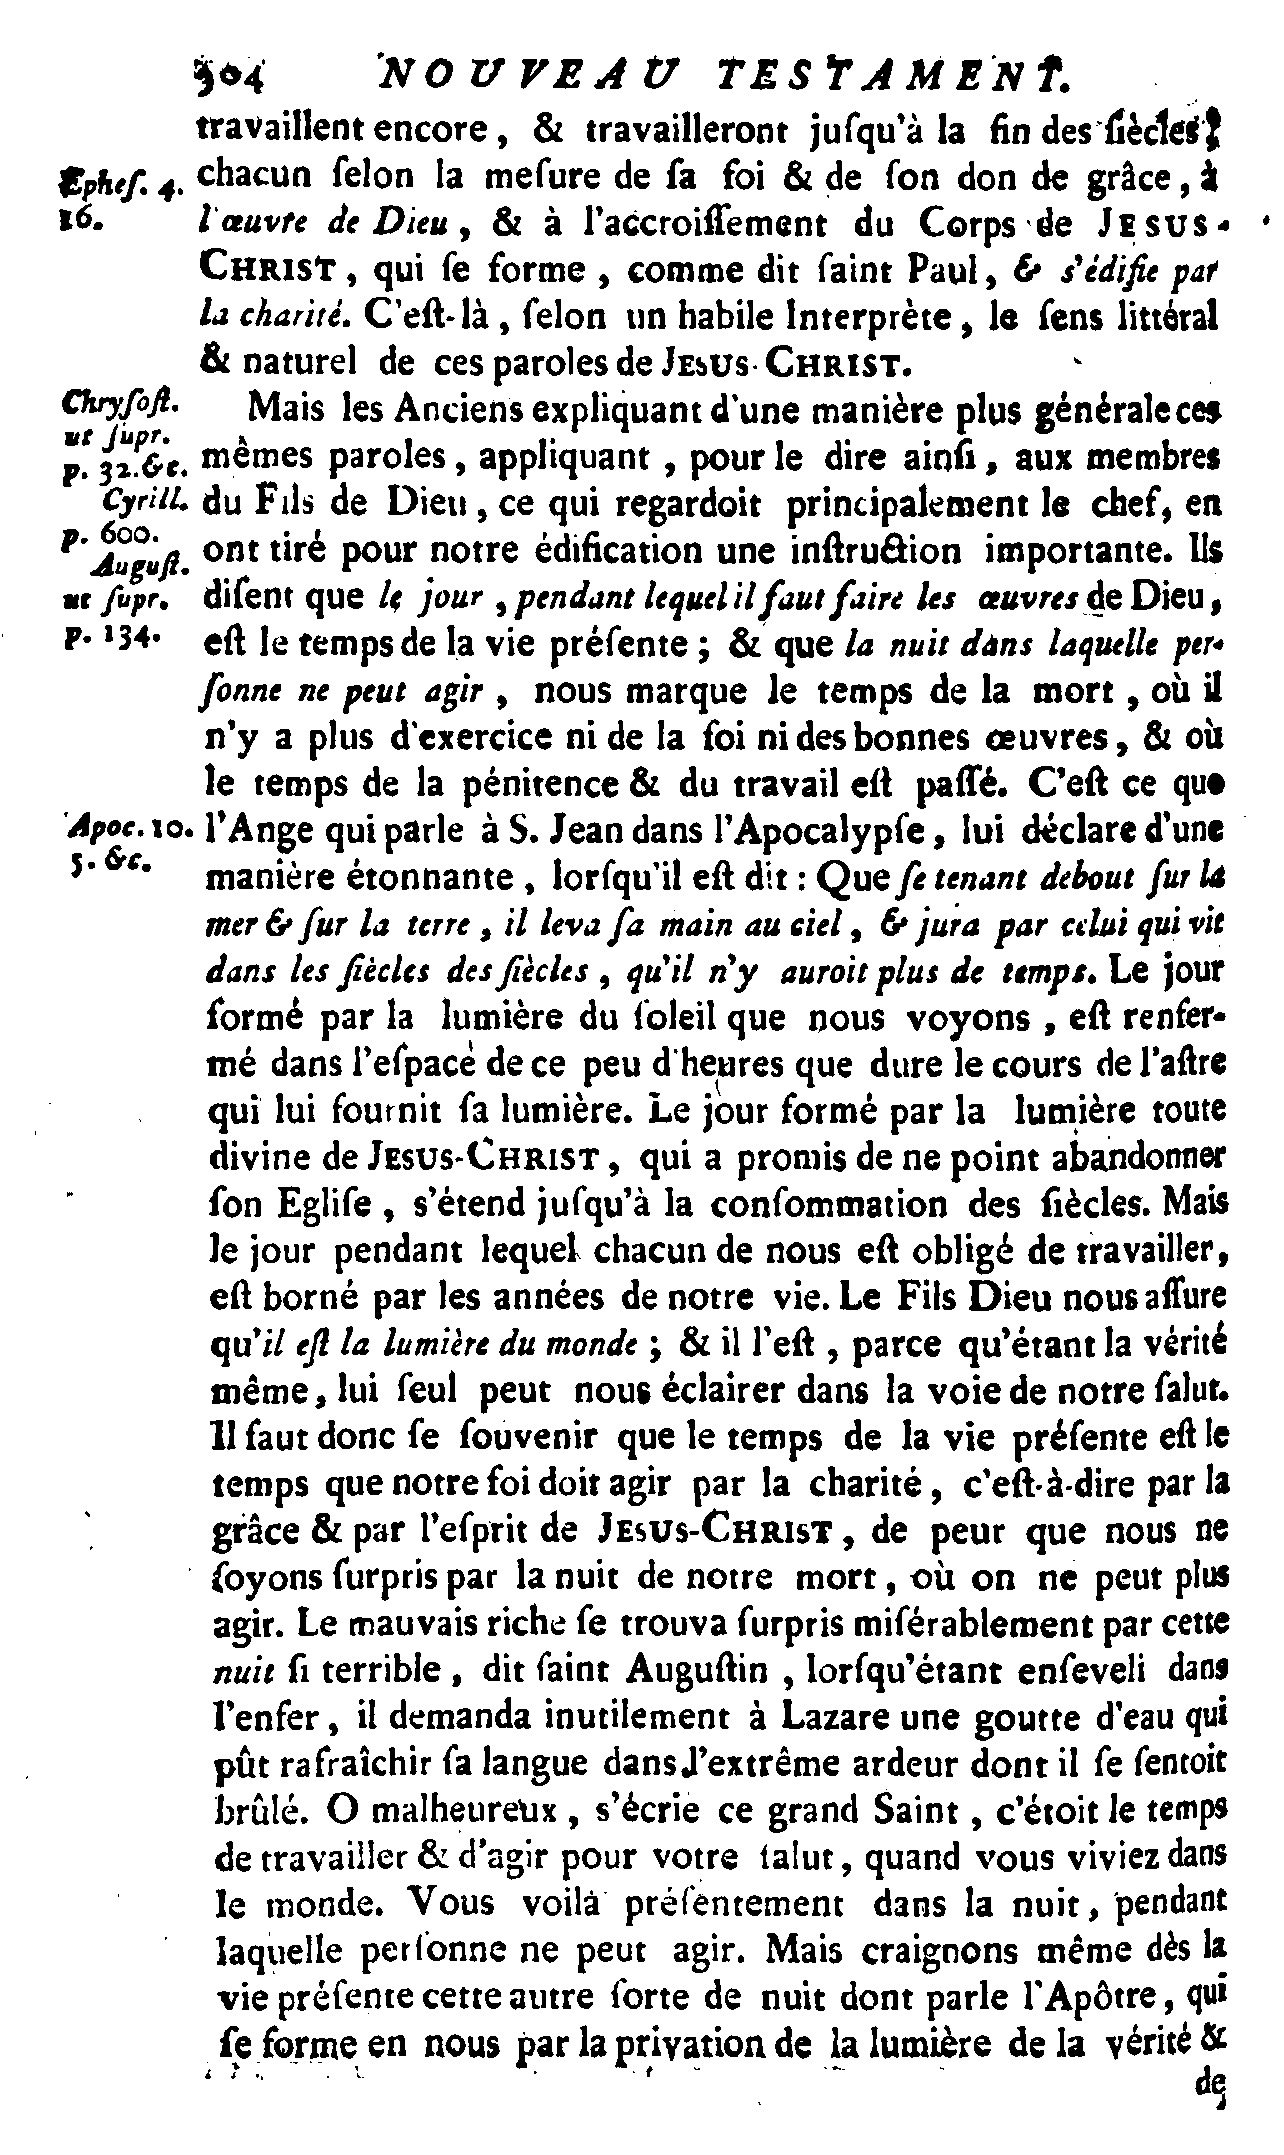 504 NOUVEAU TESTAMENT.
travaillent encore, & travailleront juſqu'à la fin des ſiècles;
Epheſ. 4. chacun ſelon la meſure de ſa foi & de ſon don de grâce, à
16. l'œuvre de Dieu, & à l'accroiſſement du Corps de JESUS-
CHRIST, qui ſe forme, comme dit ſaint Paul, & s'édifie par
la charité. C'eſt-là, ſelon un habile Interprète, le ſens littéral
& naturel de ces paroles de JESUS-CHRIST.
Chryſoſt. Mais les Anciens expliquant d'une manière plus générale ces
ut ſupr.
p. 32. &c. mêmes paroles, appliquant, pour le dire ainſi, aux membres
Cyrill. du Fils de Dieu, ce qui regardoit principalement le chef, en
p. 600.
Auguſt. ont tiré pour notre édification une inſtruction importante. Ils
ut ſupr. diſent que le jour, pendant lequel il faut faire les œuvres de Dieu,
p. 134. eſt le temps de la vie préſente; & que la nuit dans laquelle per-
ſonne ne peut agir, nous marque le temps de la mort, où il
n'y a plus d'exercice ni de la foi ni des bonnes œuvres, & où
le temps de la pénitence & du travail eſt paſſé. C'eſt ce que
Apoc. 10. l'Ange qui parle à S. Jean dans l'Apocalypſe, lui déclare d'une
5. &c. manière étonnante, lorſqu'il eſt dit : Que ſe tenant debout ſur la
mer & ſur la terre, il leva ſa main au ciel, & jura par celui qui vit
dans les ſiècles des ſiècles, qu'il n'y auroit plus de temps. Le jour
formé par la lumière du ſoleil que nous voyons, eſt renfer-
mé dans l'eſpace de ce peu d'heures que dure le cours de l'aſtre
qui lui fournit ſa lumière. Le jour formé par la lumière toute
divine de JESUS-CHRIST, qui a promis de ne point abandonner
ſon Egliſe, s'étend juſqu'à la conſommation des ſiècles. Mais
le jour pendant lequel chacun de nous eſt obligé de travailler,
eſt borné par les années de notre vie. Le Fils Dieu nous aſſure
qu'il eſt la lumière du monde; & il l'eſt, parce qu'étant la vérité
même, lui ſeul peut nous éclairer dans la voie de notre ſalut.
Il faut donc ſe ſouvenir que le temps de la vie préſente eſt le
temps que notre foi doit agir par la charité, c'eſt-à-dire par la
grâce & par l'eſprit de JESUS-CHRIST, de peur que nous ne
ſoyons ſurpris par la nuit de notre mort, où on ne peut plus
agir. Le mauvais riche ſe trouva ſurpris miſérablement par cette
nuit ſi terrible, dit ſaint Auguſtin, lorſqu'étant enſeveli dans
l'enfer, il demanda inutilement à Lazare une goutte d'eau qui
pût rafraîchir ſa langue dans l'extrême ardeur dont il ſe ſentoit
brûlé. O malheureux, s'écrie ce grand Saint, c'étoit le temps
de travailler & d'agir pour votre ſalut, quand vous viviez dans
le monde. Vous voilà préſentement dans la nuit, pendant
laquelle perſonne ne peut agir. Mais craignons même dès la
vie préſente cette autre ſorte de nuit dont parle l'Apôtre, qui
ſe forme en nous par la privation de la lumière de la vérité &
de